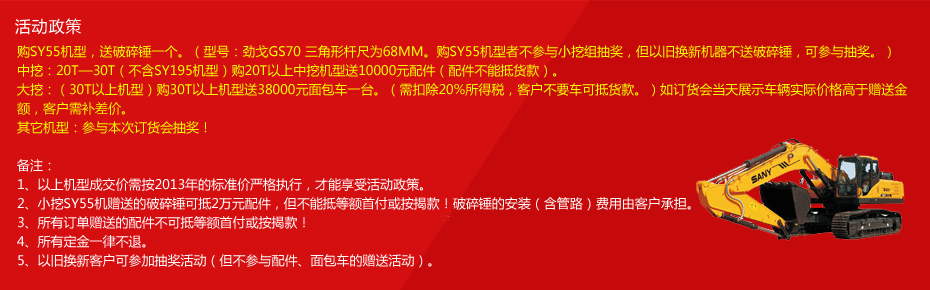 活动政策
购SY55机型，送破碎锤一个。（型号：劲戈GS70 三角形杆尺为68MM。购SY55机型者不参与小挖组抽奖，但以旧换新机器不送破碎锤，可参与抽奖。）
中挖：20T—30T（不含SY195机型）购20T以上中挖机型送10000元配件（配件不能抵货款）。
大挖：（30T以上机型）购30T以上机型送38000元面包车一台。（需扣除20%所得税，客户不要车可抵货款。）如订货会当天展示车辆实际价格高于赠送金
额，客户需补差价。
其它机型：参与本次订货会抽奖！
备注：
1、以上机型成交价需按2013年的标准价严格执行，才能享受活动政策。
2、小挖SY55机赠送的破碎锤可抵2万元配件，但不能抵等额首付或按揭款！破碎锤的安装（含管路）费用由客户承担。
3、所有订单赠送的配件不可抵等额首付或按揭款！
4、所有定金一律不退。
5、以旧换新客户可参加抽奖活动（但不参与配件、面包车的赠送活动）。
SANY